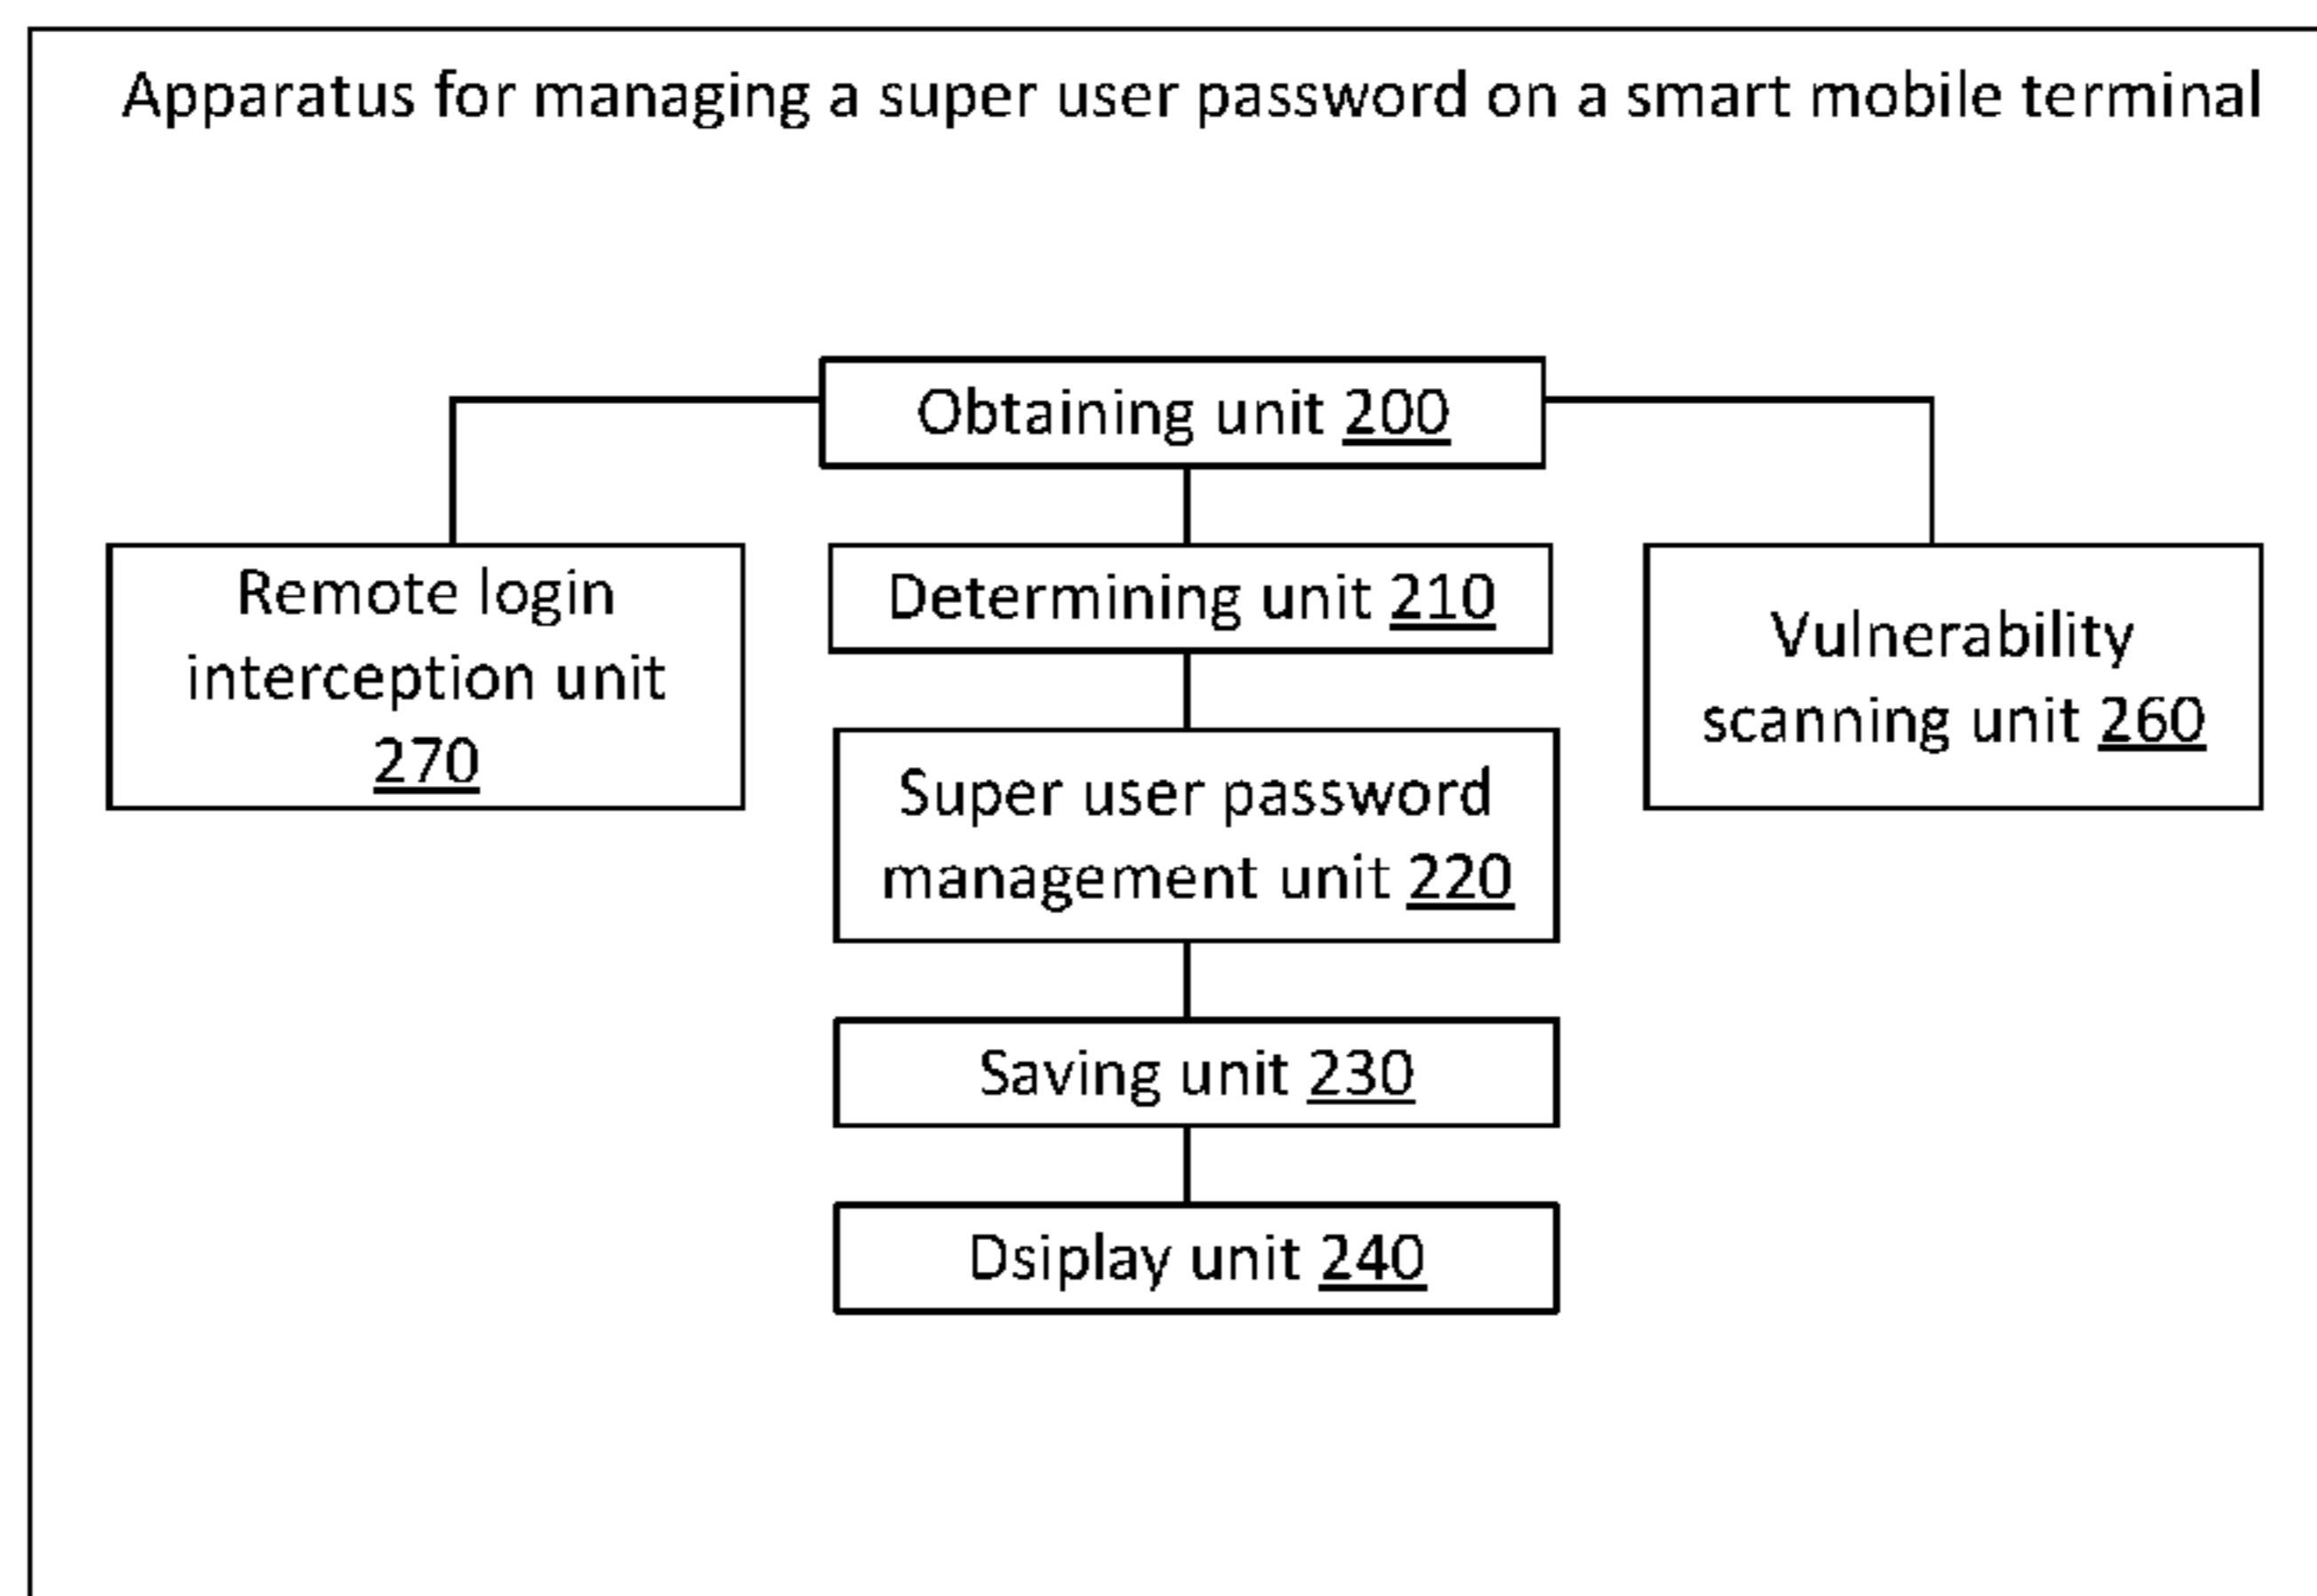 Apparatus for managing a super user password on a smart mobile terminal
Obtaining unit 200
Remote login
interception unit
270
Determining unit 210
Vulnerability
scanning unit 260
Super user password
management unit 220
Saving unit 230
Dsiplay unit 240